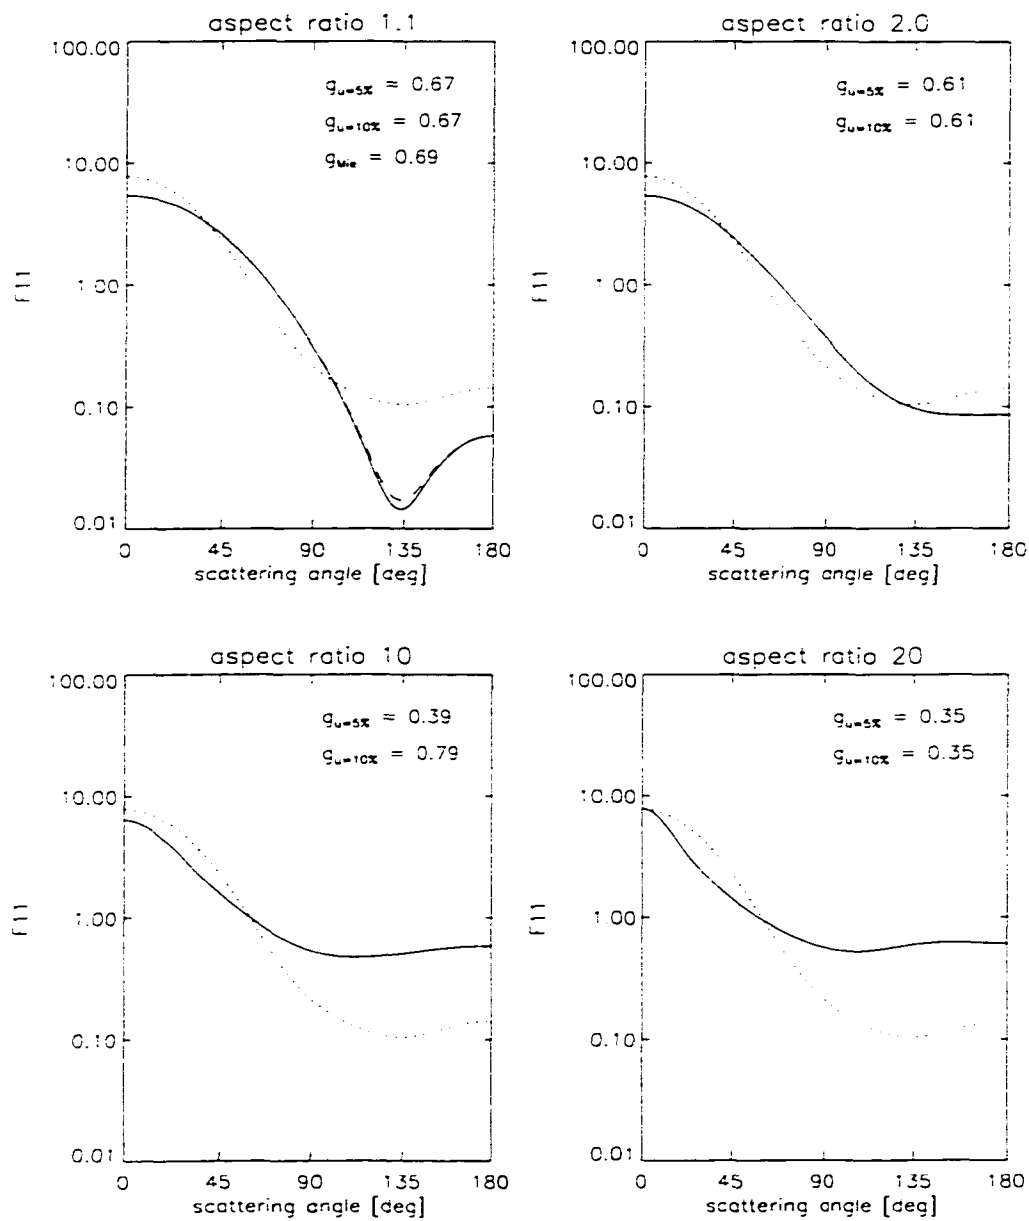 aspect ratio 1.1
100.00
10.00
1.00
0.10
0.01
F11
g_u=5% = 0.67
g_u=10% = 0.67
g_Mie = 0.69
0 45 90 135 180
scattering angle [deg]
aspect ratio 2.0
100.00
10.00
1.00
0.10
0.01
F11
g_u=5% = 0.61
g_u=10% = 0.61
0 45 90 135 180
scattering angle [deg]
aspect ratio 10
100.00
10.00
1.00
0.10
0.01
F11
g_u=5% = 0.39
g_u=10% = 0.79
0 45 90 135 180
scattering angle [deg]
aspect ratio 20
100.00
10.00
1.00
0.10
0.01
F11
g_u=5% = 0.35
g_u=10% = 0.35
0 45 90 135 180
scattering angle [deg]